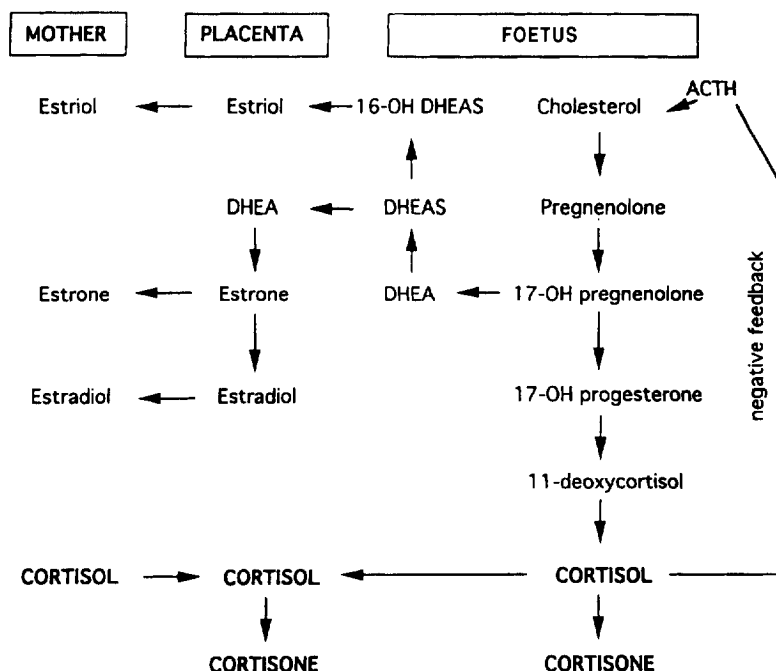 MOTHER PLACENTA FOETUS
ACTH
Estriol Estriol 16-OH DHEAS Cholesterol
DHEA DHEAS Pregnenolone
Estrone Estrone DHEA 17-OH pregnenolone
negative feedback
Estradiol Estradiol 17-OH progesterone
11-deoxycortisol
CORTISOL CORTISOL CORTISOL
CORTISONE CORTISONE